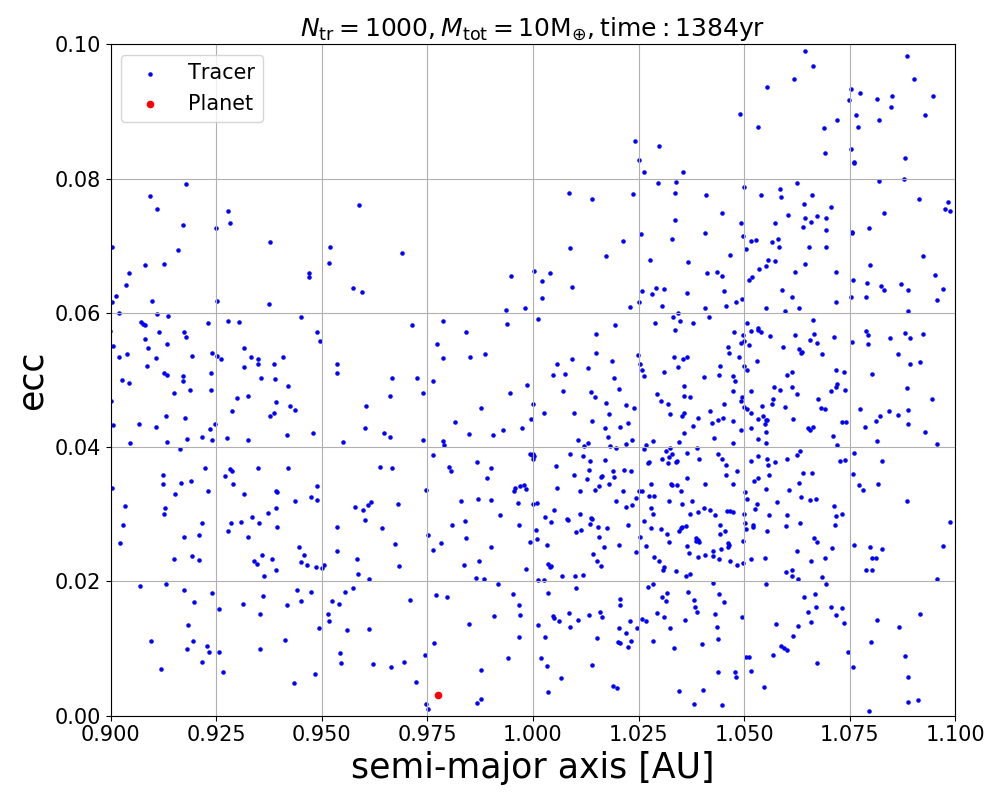 N_tr = 1000, M_tot = 10M_⊕, time : 1384yr
Tracer
Planet
0.10
0.08
0.06
0.04
0.02
0.00
ecc
0.900 0.925 0.950 0.975 1.000 1.025 1.050 1.075 1.100
semi-major axis [AU]